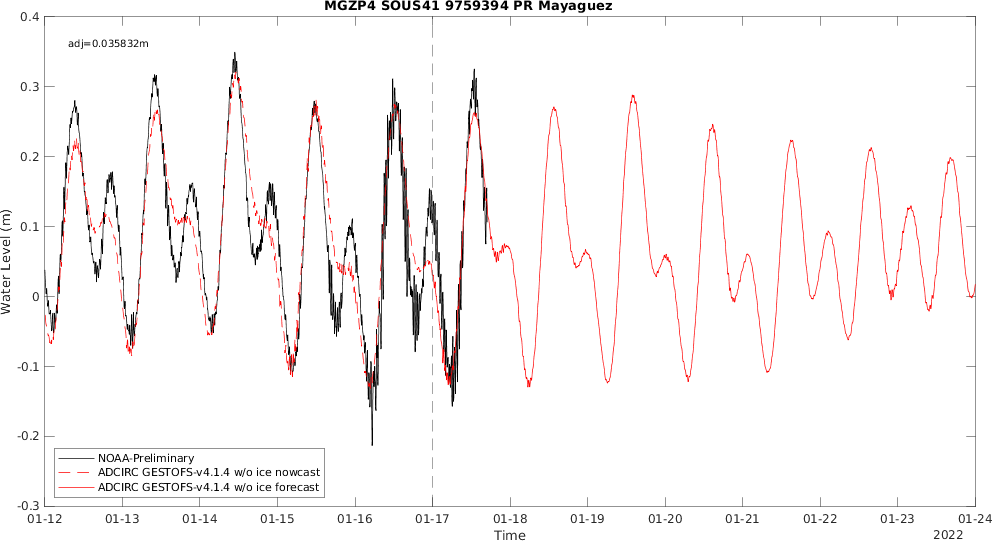 MGZP4 SOUS41 9759394 PR Mayaguez
adj=0.035832m
0.4
0.3
0.2
0.1
0
-0.1
-0.2
-0.3
Water Level (m)
NOAA-Preliminary
ADCIRC GESTOFS-v4.1.4 w/o ice nowcast
ADCIRC GESTOFS-v4.1.4 w/o ice forecast
01-12 01-13 01-14 01-15 01-16 01-17 01-18 01-19 01-20 01-21 01-22 01-23 01-24
Time
2022